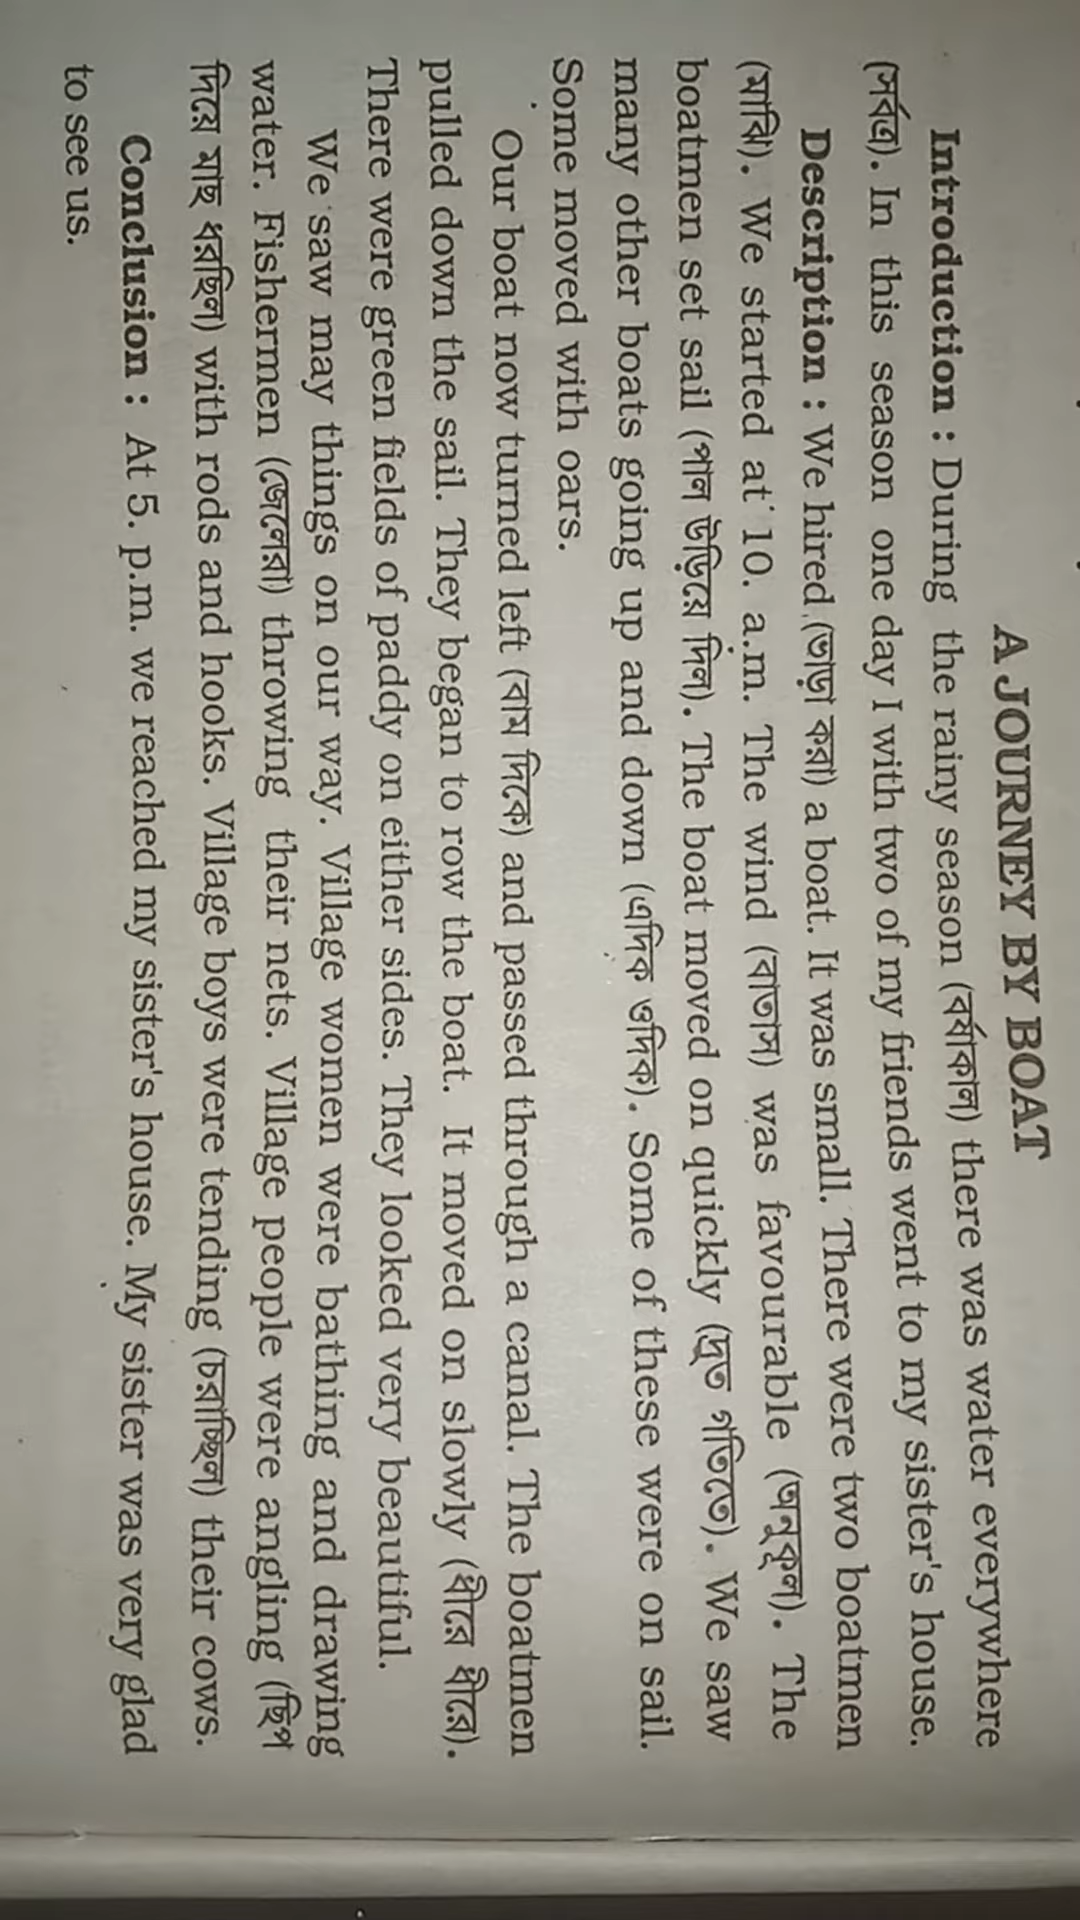 A JOURNEY BY BOAT
Introduction : During the rainy season (বর্ষাকাল) there was water everywhere
(সর্বত্র). In this season one day I with two of my friends went to my sister's house.
Description : We hired (ভাড়া করা) a boat. It was small. There were two boatmen
(মাঝি). We started at 10. a.m. The wind (বাতাস) was favourable (অনুকূল). The
boatmen set sail (পাল উড়িয়ে দিল). The boat moved on quickly (দ্রুত গতিতে). We saw
many other boats going up and down (এদিক ওদিক). Some of these were on sail.
Some moved with oars.
Our boat now turned left (বাম দিকে) and passed through a canal. The boatmen
pulled down the sail. They began to row the boat. It moved on slowly (ধীরে ধীরে).
There were green fields of paddy on either sides. They looked very beautiful.
We saw may things on our way. Village women were bathing and drawing
water. Fishermen (জেলেরা) throwing their nets. Village people were angling (ছিপ
দিয়ে মাছ ধরছিল) with rods and hooks. Village boys were tending (চরাচ্ছিল) their cows.
Conclusion : At 5. p.m. we reached my sister's house. My sister was very glad
to see us.